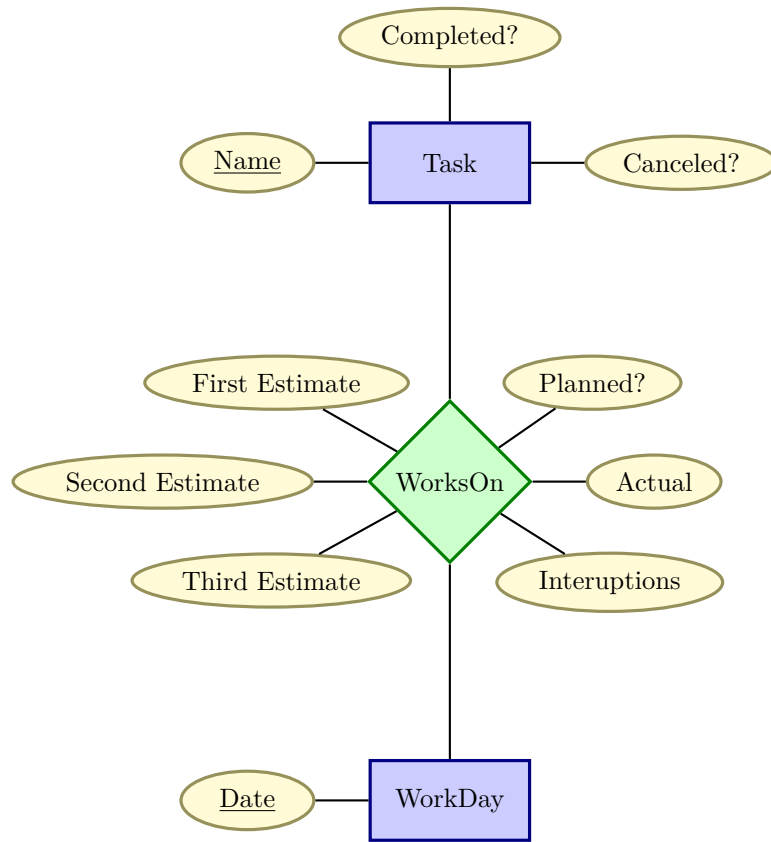 Completed?
Name
Task
Canceled?
First Estimate
Planned?
Second Estimate
WorksOn
Actual
Third Estimate
Interuptions
Date
WorkDay